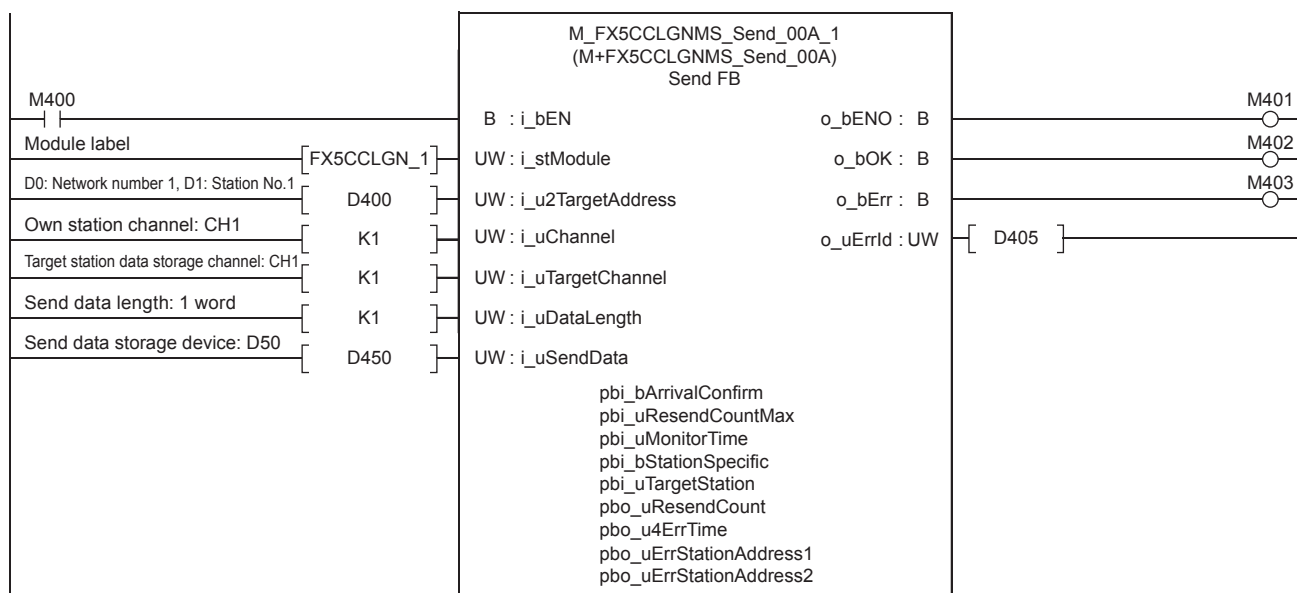 M_FX5CCLGNMS_Send_00A_1
(M+FX5CCLGNMS_Send_00A)
Send FB
M400
B : i_bEN
o_bENO : B
M401
Module label
FX5CCLGN_1
UW : i_stModule
o_bOK : B
M402
D0: Network number 1, D1: Station No.1
D400
UW : i_u2TargetAddress
o_bErr : B
M403
Own station channel: CH1
K1
UW : i_uChannel
o_uErrId : UW
D405
Target station data storage channel: CH1
K1
UW : i_uTargetChannel
Send data length: 1 word
K1
UW : i_uDataLength
Send data storage device: D50
D450
UW : i_uSendData
pbi_bArrivalConfirm
pbi_uResendCountMax
pbi_uMonitorTime
pbi_bStationSpecific
pbi_uTargetStation
pbo_uResendCount
pbo_u4ErrTime
pbo_uErrStationAddress1
pbo_uErrStationAddress2